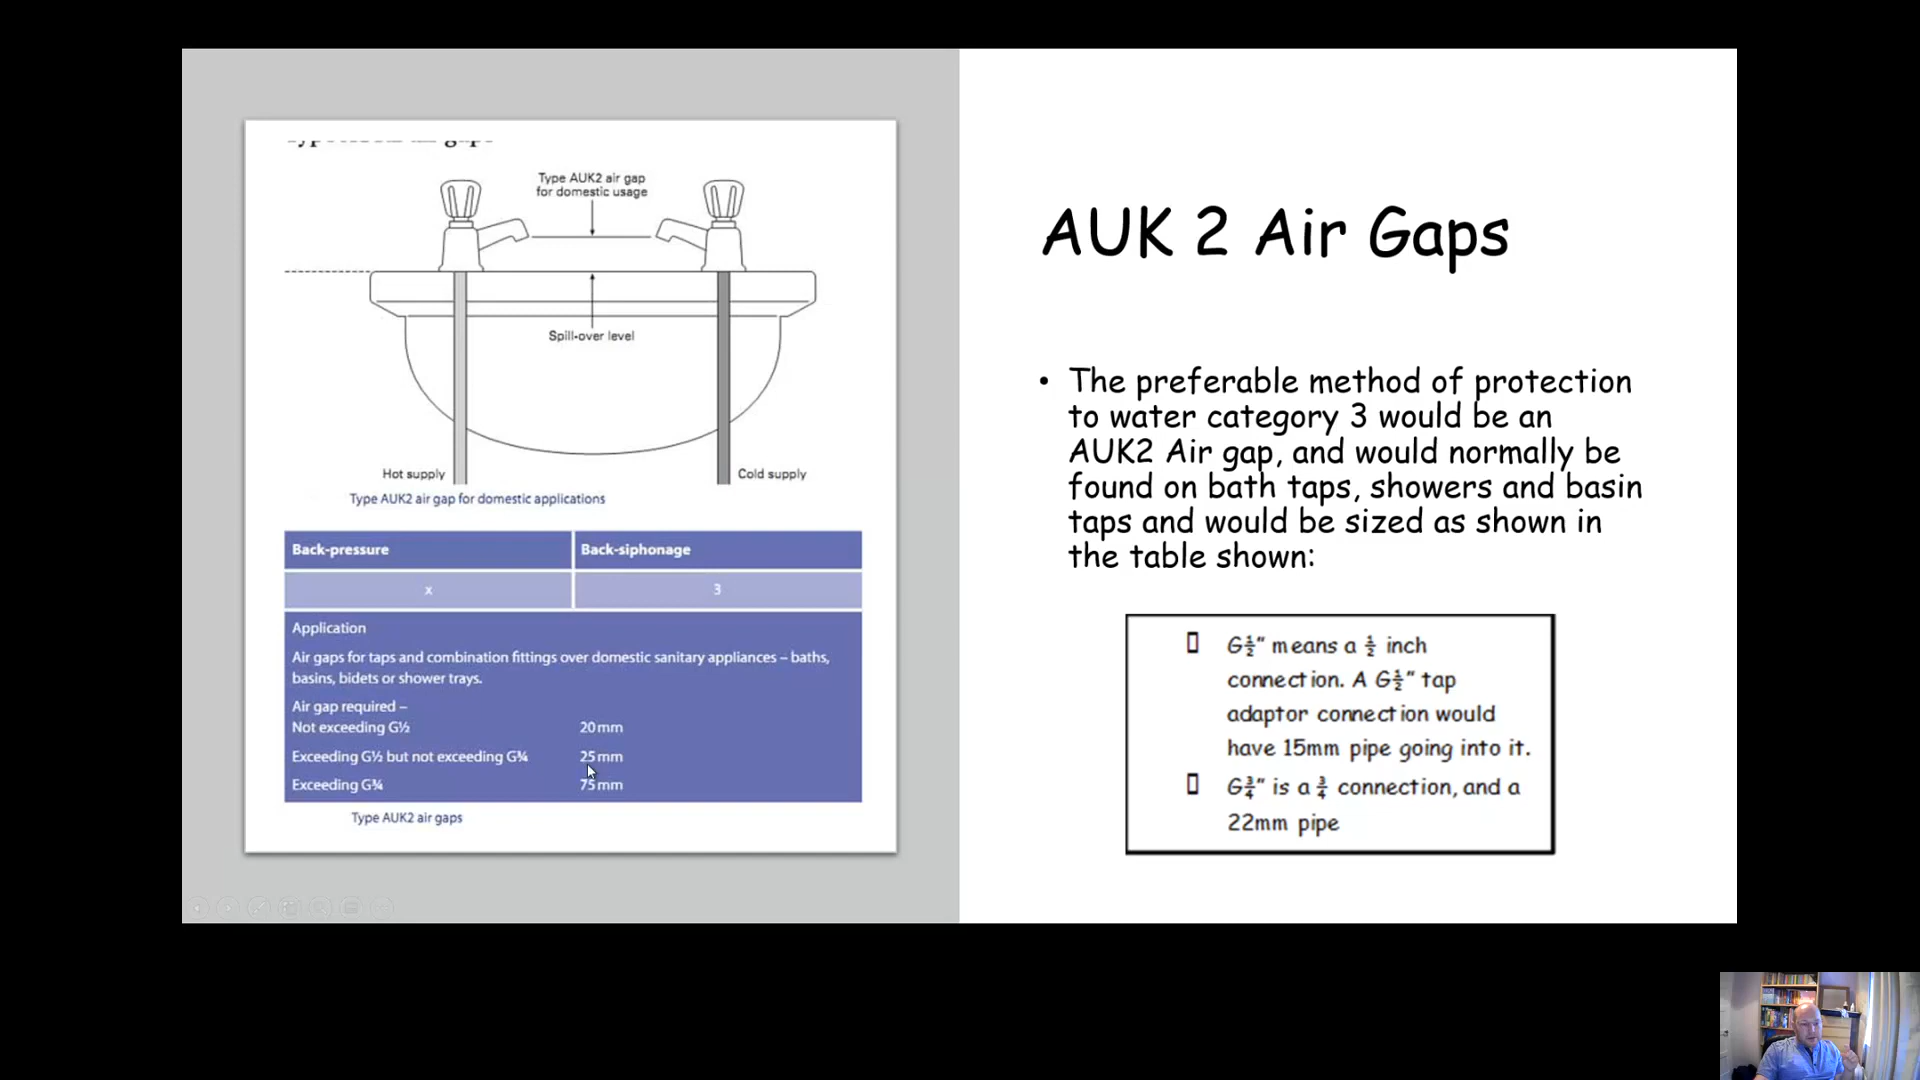 Type AUK2 air gap
for domestic usage
Spill-over level
Hot supply
Cold supply
Type AUK2 air gap for domestic applications
Back-pressure Back-siphonage
x 3
Application
Air gaps for taps and combination fittings over domestic sanitary appliances – baths,
basins, bidets or shower trays.
Air gap required –
Not exceeding G½ 20mm
Exceeding G½ but not exceeding G¾ 25mm
Exceeding G¾ 75mm
Type AUK2 air gaps
AUK 2 Air Gaps
• The preferable method of protection
to water category 3 would be an
AUK2 Air gap, and would normally be
found on bath taps, showers and basin
taps and would be sized as shown in
the table shown:
G½” means a ½ inch
connection. A G½” tap
adaptor connection would
have 15mm pipe going into it.
G¾” is a ¾ connection, and a
22mm pipe